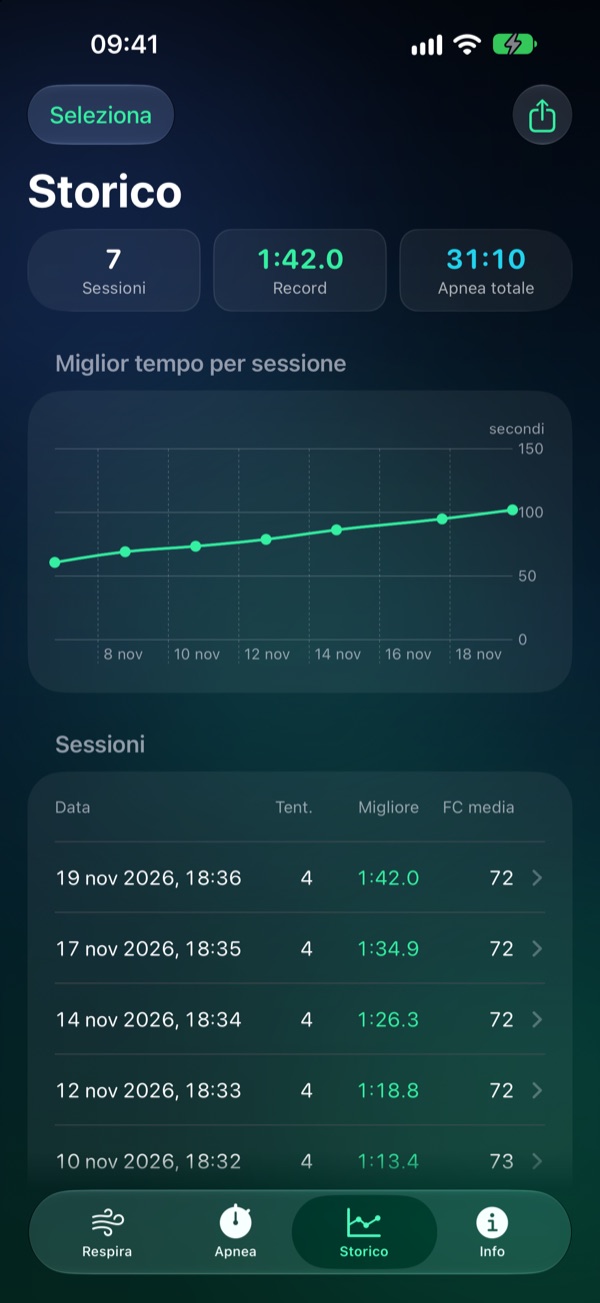 09:41
Seleziona
Storico
7 1:42.0 31:10
Sessioni Record Apnea totale
Miglior tempo per sessione
secondi
150
100
50
0
8 nov 10 nov 12 nov 14 nov 16 nov 18 nov
Sessioni
Data Tent. Migliore FC media
19 nov 2026, 18:36 4 1:42.0 72
17 nov 2026, 18:35 4 1:34.9 72
14 nov 2026, 18:34 4 1:26.3 72
12 nov 2026, 18:33 4 1:18.8 72
10 nov 2026, 18:32 4 1:13.4 73
Respira Apnea Storico Info